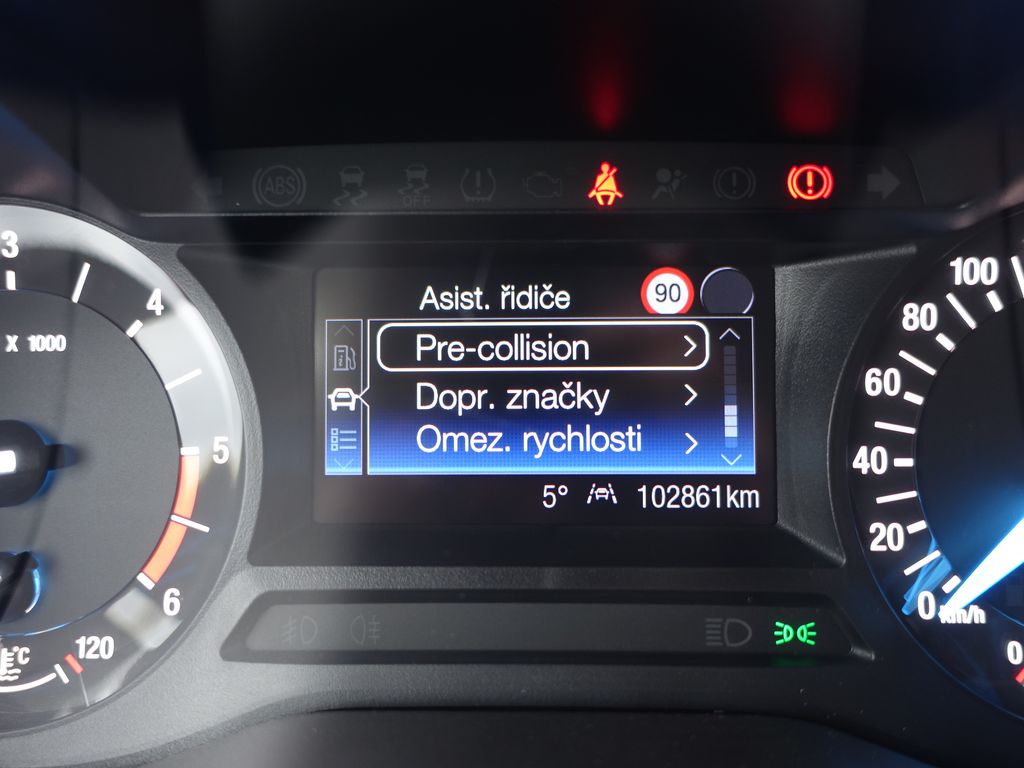 ABS
OFF
3
4
5
6
X 1000
120
°C
Asist. řidiče
90
Pre-collision
Dopr. značky
Omez. rychlosti
5°
102861km
100
80
60
40
20
0
km/h
0